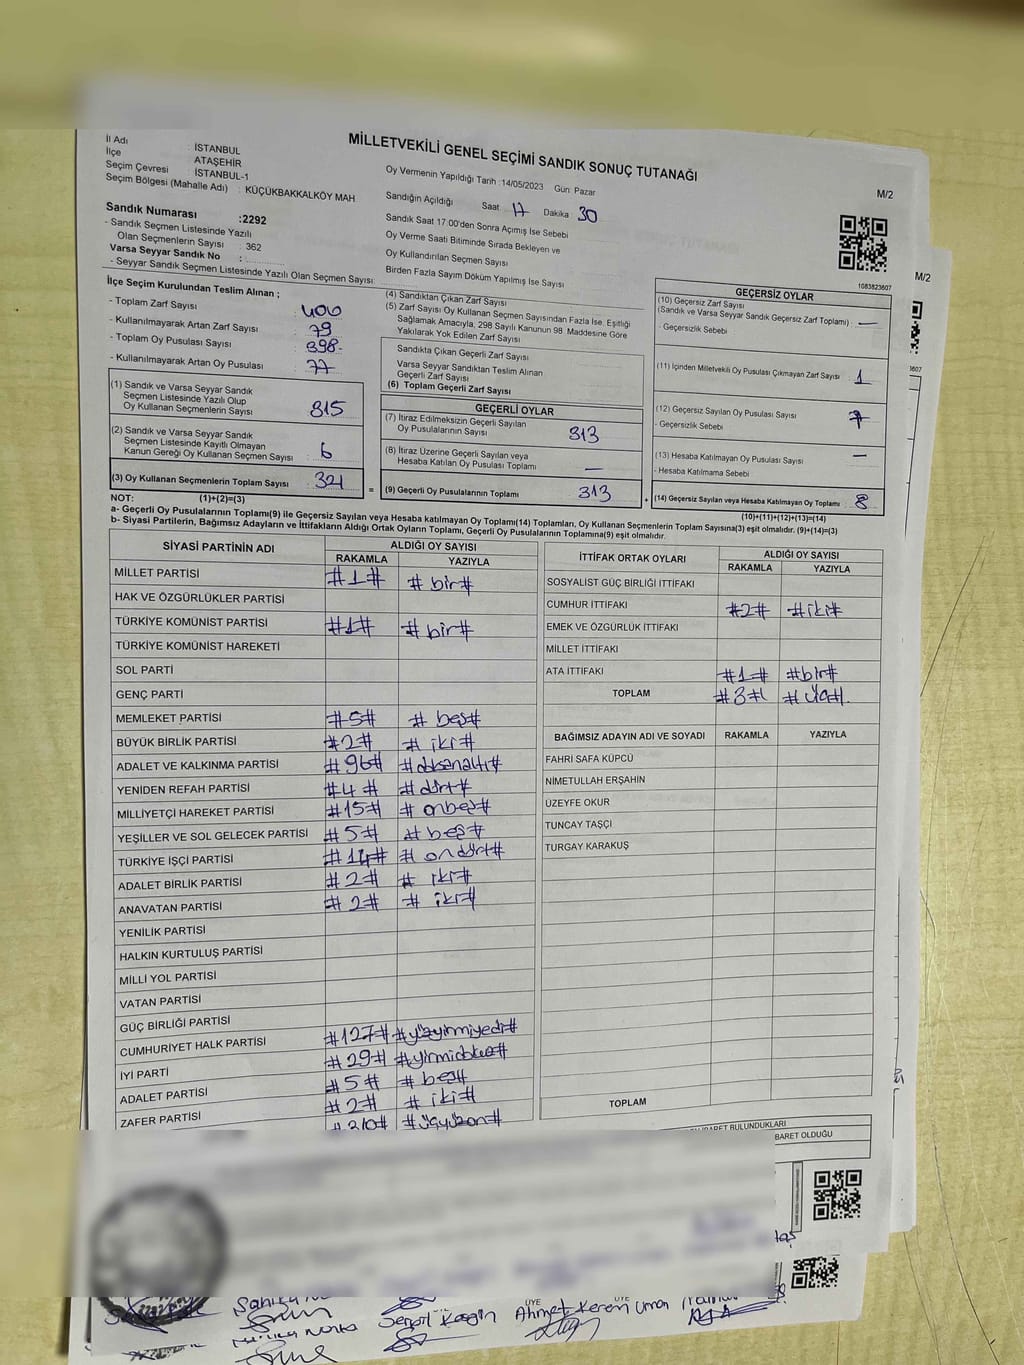 MİLLETVEKİLİ GENEL SEÇİMİ SANDIK SONUÇ TUTANAĞI
M/2
İl Adı : İSTANBUL
İlçe : ATAŞEHİR
Seçim Çevresi : İSTANBUL-1
Seçim Bölgesi (Mahalle Adı) : KÜÇÜKBAKKALKÖY MAH
Sandık Numarası :2292
- Sandık Seçmen Listesinde Yazılı
Olan Seçmenlerin Sayısı : 362
Varsa Seyyar Sandık No :
- Seyyar Sandık Seçmen Listesinde Yazılı Olan Seçmen Sayısı:
Oy Vermenin Yapıldığı Tarih :14/05/2023 Gün: Pazar
Sandığın Açıldığı Saat 17 Dakika 30
Sandık Saat 17:00'den Sonra Açımış İse Sebebi
Oy Verme Saati Bitiminde Sırada Bekleyen ve
Oy Kullandırılan Seçmen Sayısı
Birden Fazla Sayım Döküm Yapılmış İse Sayısı
1083823607
M/2
3607
İlçe Seçim Kurulundan Teslim Alınan ;
- Toplam Zarf Sayısı : 400
- Kullanılmayarak Artan Zarf Sayısı : 79
- Toplam Oy Pusulası Sayısı : 398-
- Kullanılmayarak Artan Oy Pusulası : 77
(1) Sandık ve Varsa Seyyar Sandık
Seçmen Listesinde Yazılı Olup
Oy Kullanan Seçmenlerin Sayısı 315
(2) Sandık ve Varsa Seyyar Sandık
Seçmen Listesinde Kayıtlı Olmayan
Kanun Gereği Oy Kullanan Seçmen Sayısı : 6
(3) Oy Kullanan Seçmenlerin Toplam Sayısı 321
(4) Sandıktan Çıkan Zarf Sayısı
(5) Zarf Sayısı Oy Kullanan Seçmen Sayısından Fazla İse, Eşitliği
Sağlamak Amacıyla, 298 Sayılı Kanunun 98. Maddesine Göre
Yakılarak Yok Edilen Zarf Sayısı
Sandıkta Çıkan Geçerli Zarf Sayısı
Varsa Seyyar Sandıktan Teslim Alınan
Geçerli Zarf Sayısı
(6) Toplam Geçerli Zarf Sayısı
GEÇERLİ OYLAR
(7) İtiraz Edilmeksizin Geçerli Sayılan
Oy Pusulalarının Sayısı 313
(8) İtiraz Üzerine Geçerli Sayılan veya
Hesaba Katılan Oy Pusulası Toplamı —
= (9) Geçerli Oy Pusulalarının Toplamı 313
GEÇERSİZ OYLAR
(10) Geçersiz Zarf Sayısı
(Sandık ve Varsa Seyyar Sandık Geçersiz Zarf Toplamı) : —
- Geçersizlik Sebebi
(11) İçinden Milletvekili Oy Pusulası Çıkmayan Zarf Sayısı 1
(12) Geçersiz Sayılan Oy Pusulası Sayısı 7
- Geçersizlik Sebebi
(13) Hesaba Katılmayan Oy Pusulası Sayısı —
- Hesaba Katılmama Sebebi
+ (14) Geçersiz Sayılan veya Hesaba Katılmayan Oy Toplamı 8
NOT: (1)+(2)=(3)
(10)+(11)+(12)+(13)=(14)
a- Geçerli Oy Pusulalarının Toplamı(9) ile Geçersiz Sayılan veya Hesaba katılmayan Oy Toplamı(14) Toplamları, Oy Kullanan Seçmenlerin Toplam Sayısına(3) eşit olmalıdır. (9)+(14)=(3)
b- Siyasi Partilerin, Bağımsız Adayların ve İttifakların Aldığı Ortak Oyların Toplamı, Geçerli Oy Pusulalarının Toplamına(9) eşit olmalıdır.
SİYASİ PARTİNİN ADI ALDIĞI OY SAYISI
RAKAMLA YAZIYLA
MİLLET PARTİSİ #1# #bir#
HAK VE ÖZGÜRLÜKLER PARTİSİ
TÜRKİYE KOMÜNİST PARTİSİ #1# #bir#
TÜRKİYE KOMÜNİST HAREKETİ
SOL PARTİ
GENÇ PARTİ
MEMLEKET PARTİSİ #5# #beş#
BÜYÜK BİRLİK PARTİSİ #2# #iki#
ADALET VE KALKINMA PARTİSİ #96# #doksanaltı#
YENİDEN REFAH PARTİSİ #4# #dört#
MİLLİYETÇİ HAREKET PARTİSİ #15# #onbeş#
YEŞİLLER VE SOL GELECEK PARTİSİ #5# #beş#
TÜRKİYE İŞÇİ PARTİSİ #14# #ondört#
ADALET BİRLİK PARTİSİ #2# #iki#
ANAVATAN PARTİSİ #2# #iki#
YENİLİK PARTİSİ
HALKIN KURTULUŞ PARTİSİ
MİLLİ YOL PARTİSİ
VATAN PARTİSİ
GÜÇ BİRLİĞİ PARTİSİ
CUMHURİYET HALK PARTİSİ #127# #yüzyirmiyedi#
İYİ PARTİ #29# #yirmidokuz#
ADALET PARTİSİ #5# #beş#
ZAFER PARTİSİ #2# #iki#
#310# #üçyüzon#
İTTİFAK ORTAK OYLARI ALDIĞI OY SAYISI
RAKAMLA YAZIYLA
SOSYALİST GÜÇ BİRLİĞİ İTTİFAKI
CUMHUR İTTİFAKI #2# #iki#
EMEK VE ÖZGÜRLÜK İTTİFAKI
MİLLET İTTİFAKI
ATA İTTİFAKI #1# #bir#
TOPLAM #3# #üç#
BAĞIMSIZ ADAYIN ADI VE SOYADI RAKAMLA YAZIYLA
FAHRİ SAFA KÜPCÜ
NİMETULLAH ERŞAHİN
ÜZEYFE OKUR
TUNCAY TAŞÇİ
TURGAY KARAKUŞ
TOPLAM
BULUNDUKLARI
BARET OLDUĞU
taş
ÜYE ÜYE
Serpil Keogin Ahmet Kerem Uman